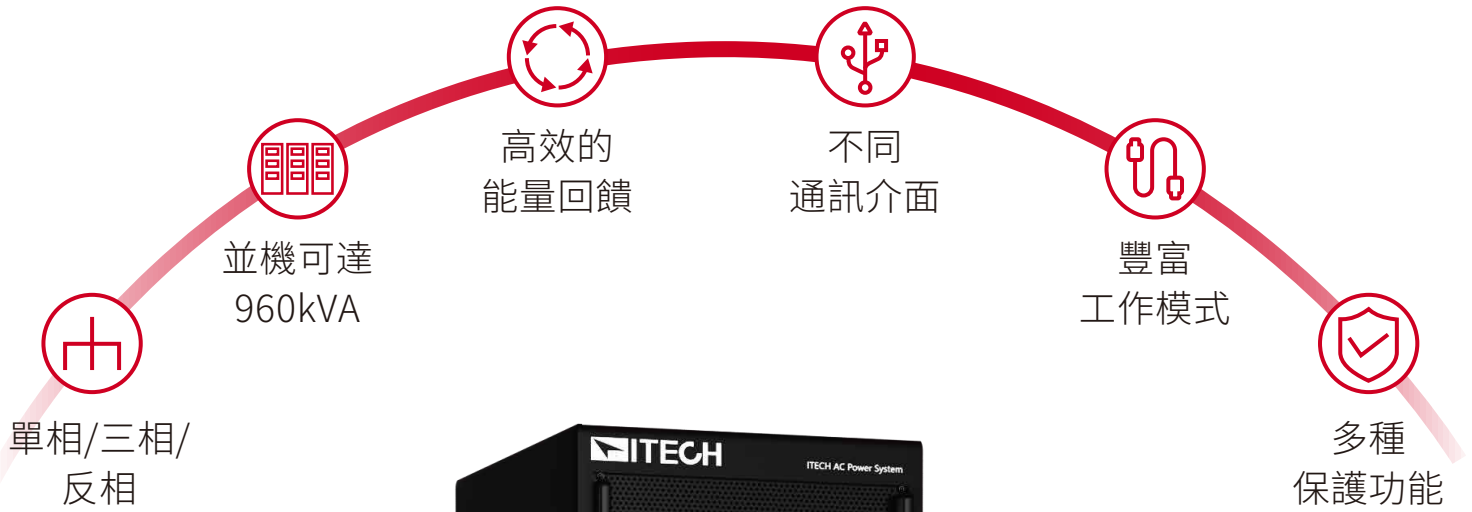 高效的
能量回饋
不同
通訊介面
並機可達
960kVA
豐富
工作模式
單相/三相/
反相
多種
保護功能
ITECH
ITECH AC Power System